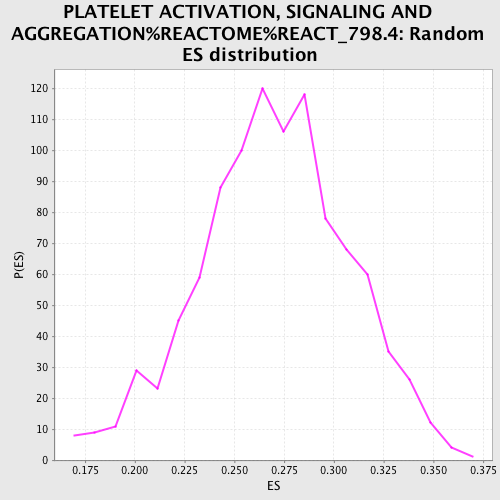 PLATELET ACTIVATION, SIGNALING AND
AGGREGATION%REACTOME%REACT_798.4: Random
ES distribution
120
110
100
90
80
70
60
50
40
30
20
10
0
P(ES)
0.175 0.200 0.225 0.250 0.275 0.300 0.325 0.350 0.375
ES